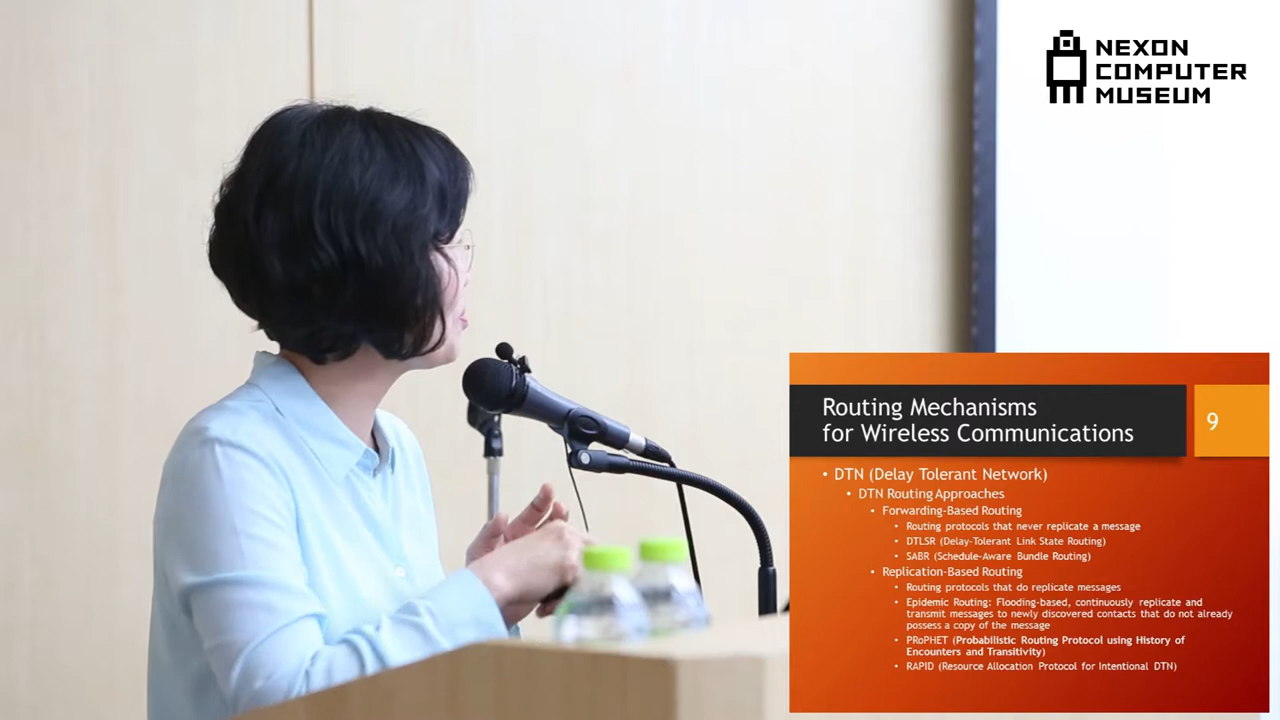 NEXON
COMPUTER
MUSEUM
Routing Mechanisms
for Wireless Communications
9
• DTN (Delay Tolerant Network)
• DTN Routing Approaches
• Forwarding-Based Routing
• Routing protocols that never replicate a message
• DTLSR (Delay-Tolerant Link State Routing)
• SABR (Schedule-Aware Bundle Routing)
• Replication-Based Routing
• Routing protocols that do replicate messages
• Epidemic Routing: Flooding-based, continuously replicate and
transmit messages to newly discovered contacts that do not already
possess a copy of the message
• PRoPHET (Probabilistic Routing Protocol using History of
Encounters and Transitivity)
• RAPID (Resource Allocation Protocol for Intentional DTN)